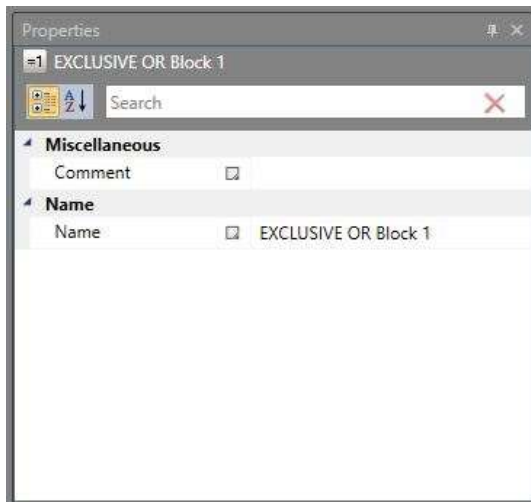 Properties
=1 EXCLUSIVE OR Block 1
A Z Search
Miscellaneous
Comment
Name
Name EXCLUSIVE OR Block 1